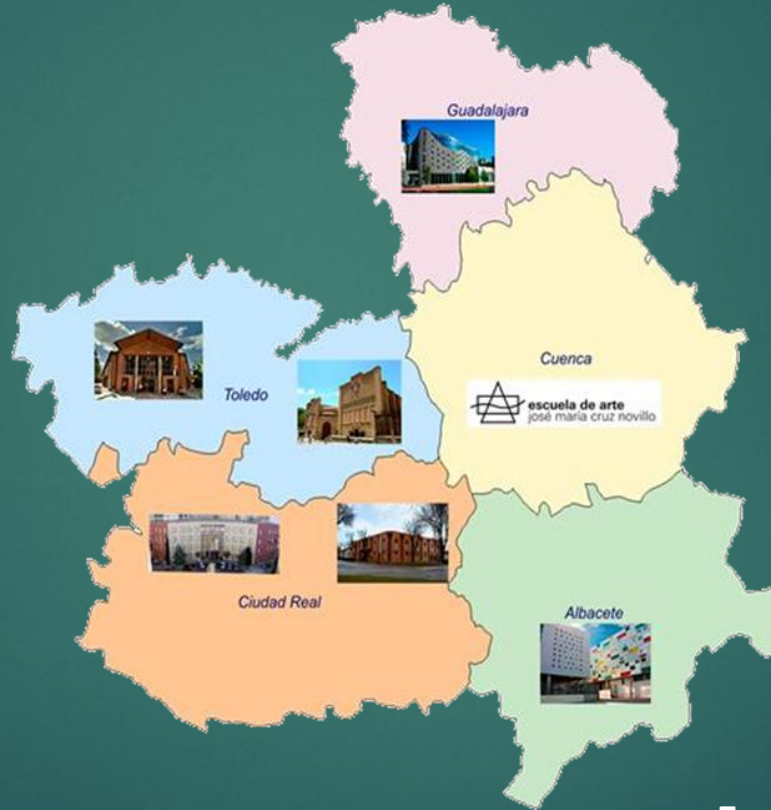 Guadalajara
Cuenca
escuela de arte
josé maría cruz novillo
Toledo
Ciudad Real
Albacete